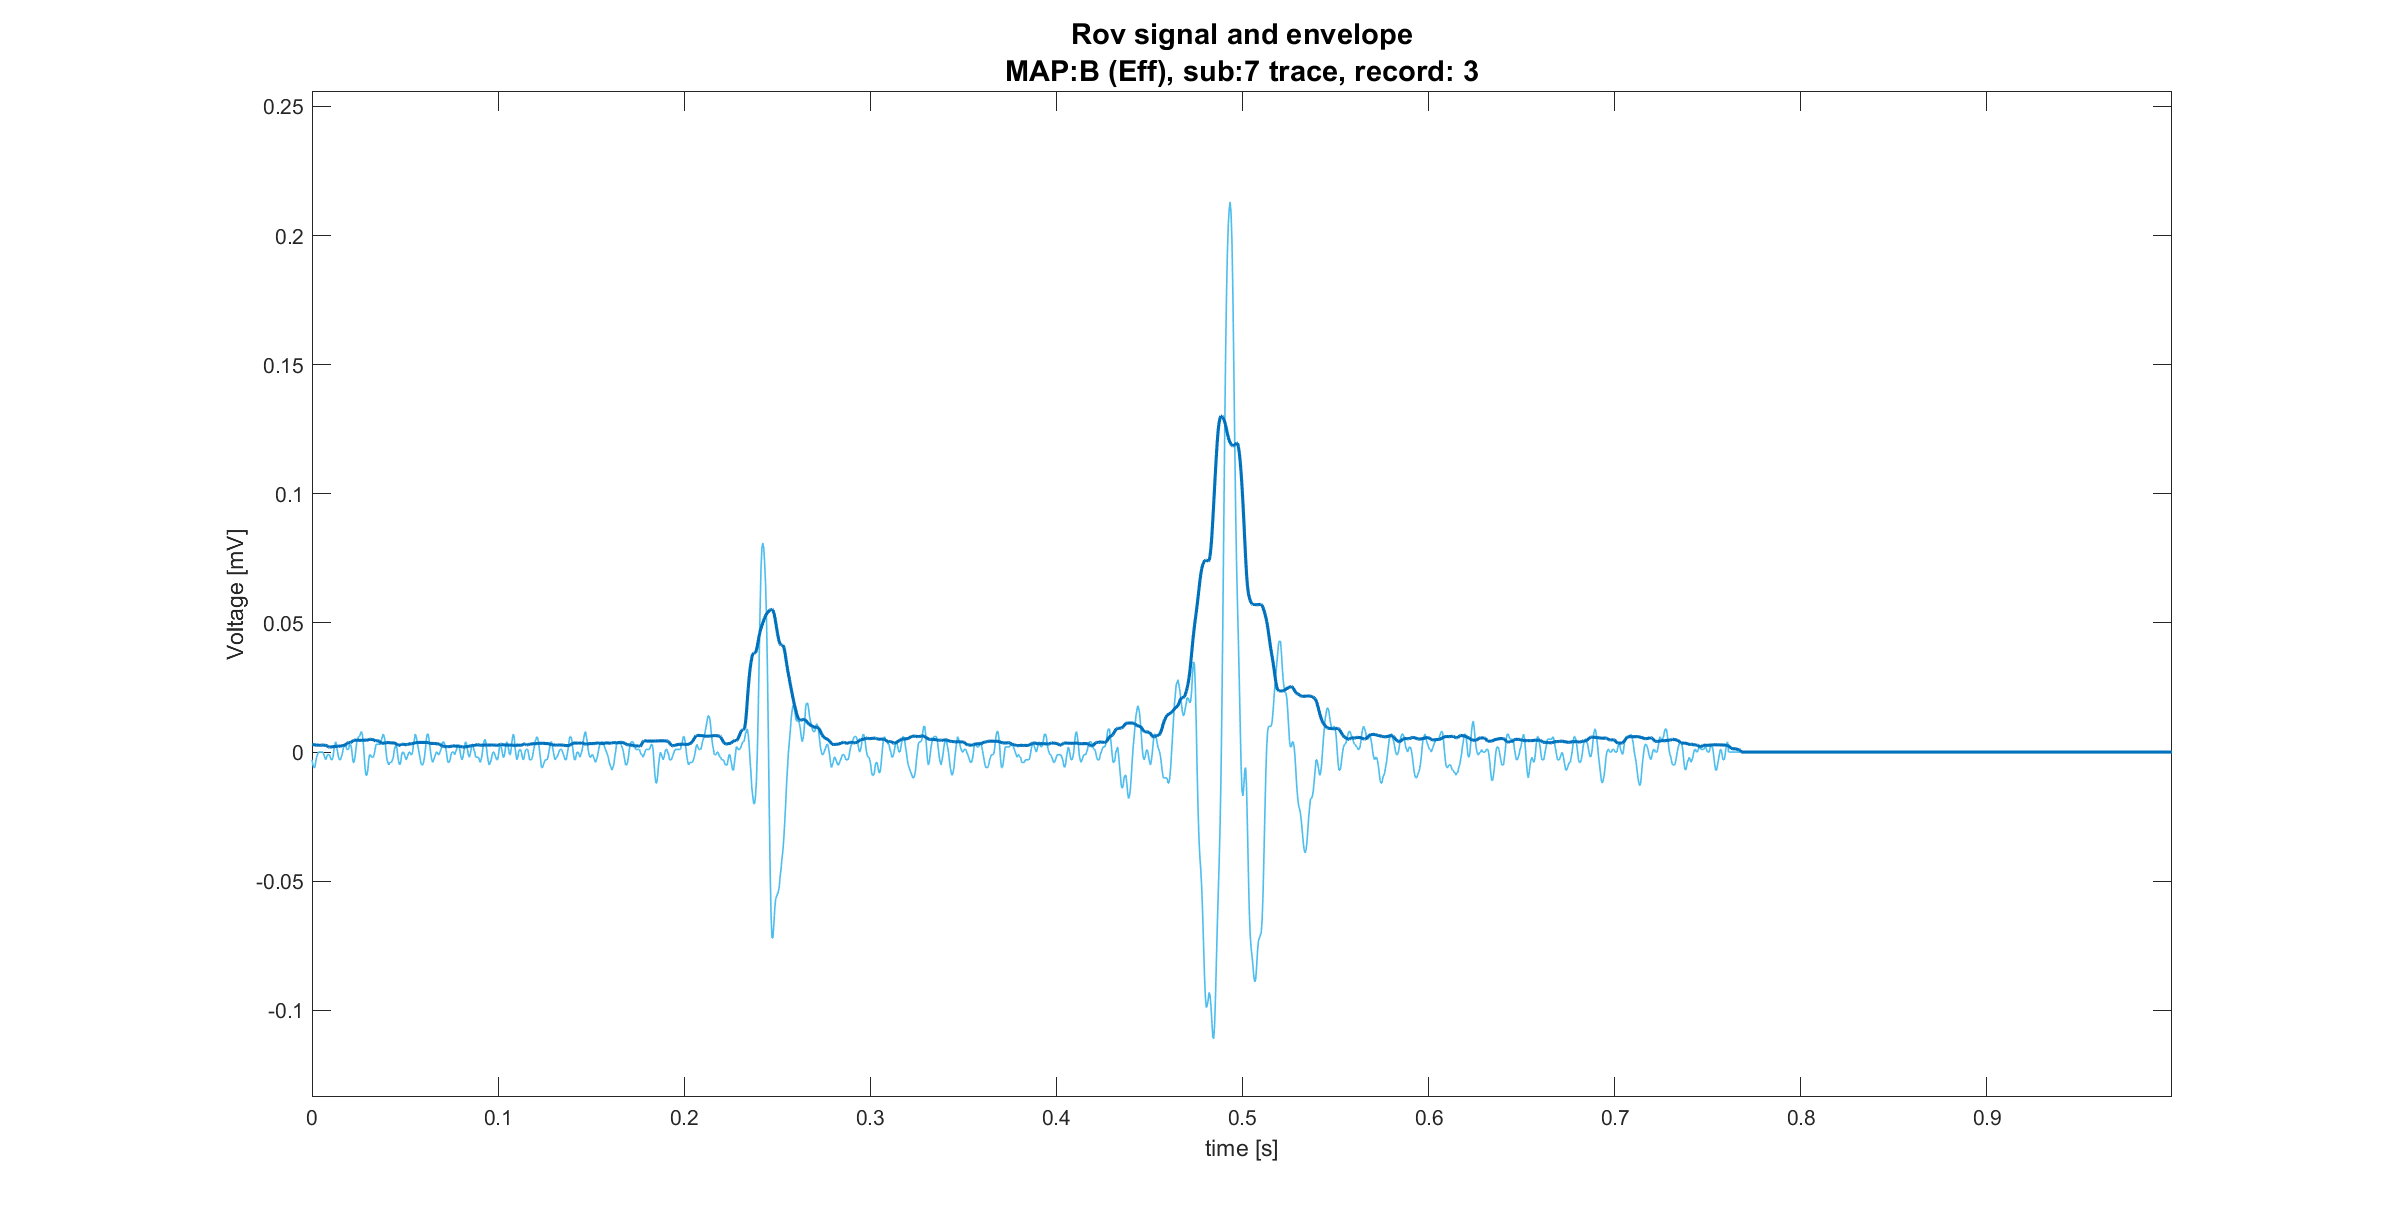 Rov signal and envelope
MAP:B (Eff), sub:7 trace, record: 3
0.25
0.2
0.15
0.1
0.05
0
-0.05
-0.1
Voltage [mV]
0 0.1 0.2 0.3 0.4 0.5 0.6 0.7 0.8 0.9
time [s]